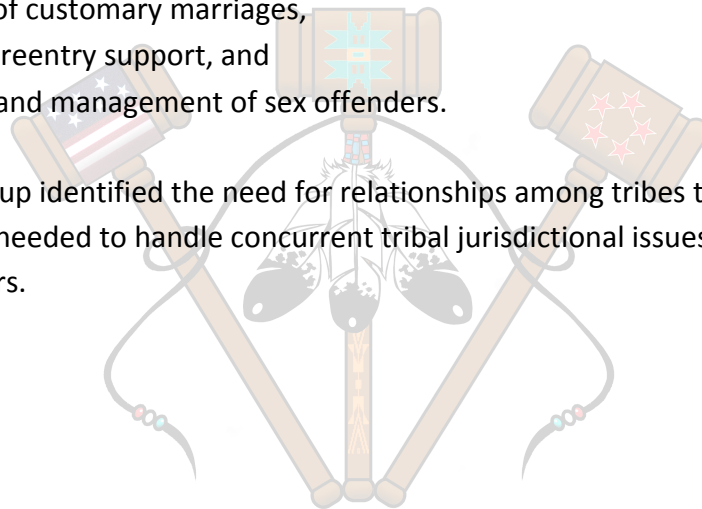 of customary marriages,
reentry support, and
and management of sex offenders.
up identified the need for relationships among tribes t
needed to handle concurrent tribal jurisdictional issues
rs.